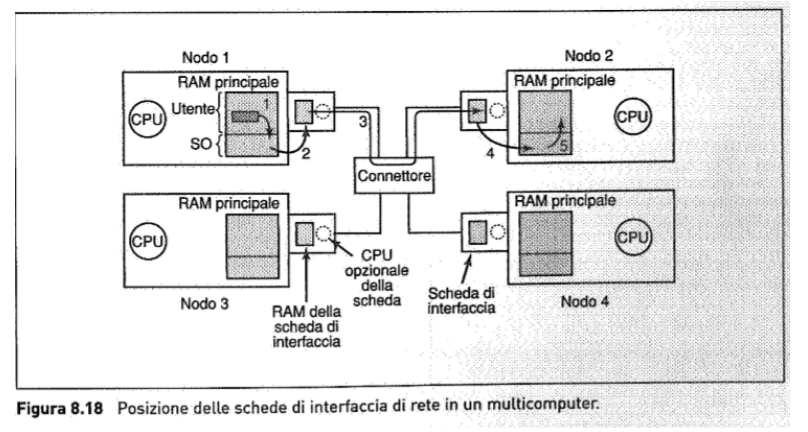 Nodo 1
RAM principale
CPU
Utente
SO
1
2
3
Nodo 2
RAM principale
CPU
4
5
Connettore
RAM principale
CPU
Nodo 3
CPU
opzionale
della
scheda
RAM della
scheda di
interfaccia
RAM principale
CPU
Scheda di
interfaccia
Nodo 4
Figura 8.18 Posizione delle schede di interfaccia di rete in un multicomputer.